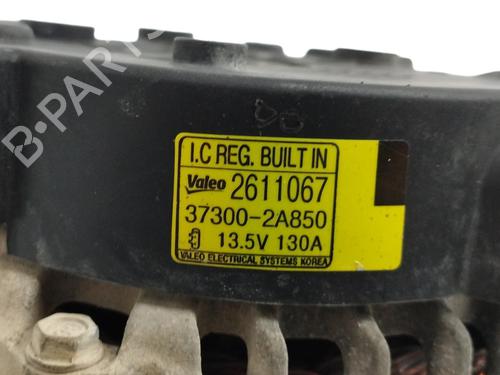 B-PARTS
I.C REG. BUILT IN
Valeo 2611067
37300-2A850
13.5V 130A
VALEO ELECTRICAL SYSTEMS KOREA